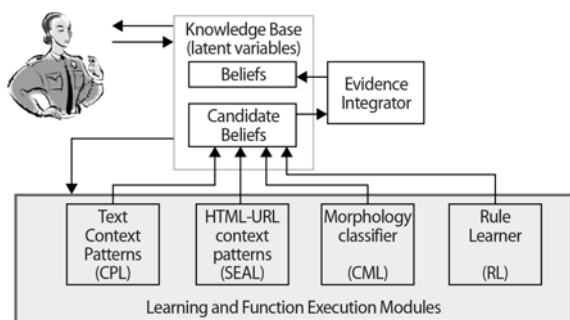 Knowledge Base
(latent variables)
Beliefs
Evidence
Integrator
Candidate
Beliefs
Text
Context
Patterns
(CPL)
HTML-URL
context
patterns
(SEAL)
Morphology
classifier
(CML)
Rule
Learner
(RL)
Learning and Function Execution Modules